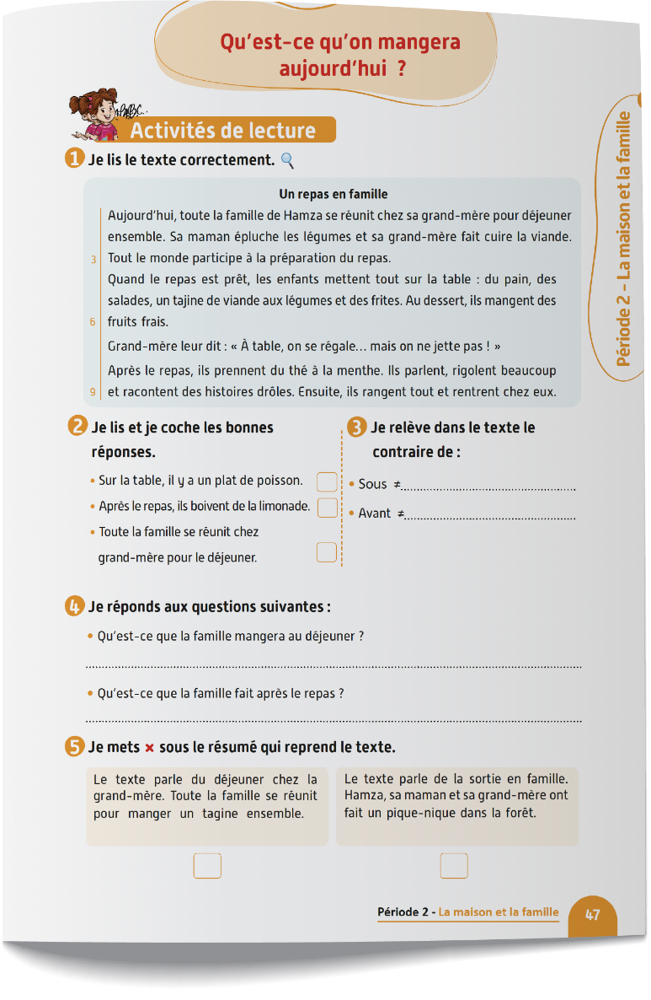 Qu'est-ce qu'on mangera
aujourd'hui ?
ABC..
Activités de lecture
1 Je lis le texte correctement.
Un repas en famille
Aujourd'hui, toute la famille de Hamza se réunit chez sa grand-mère pour déjeuner
ensemble. Sa maman épluche les légumes et sa grand-mère fait cuire la viande.
3 Tout le monde participe à la préparation du repas.
Quand le repas est prêt, les enfants mettent tout sur la table : du pain, des
salades, un tajine de viande aux légumes et des frites. Au dessert, ils mangent des
6 fruits frais.
Grand-mère leur dit : « À table, on se régale... mais on ne jette pas ! »
Après le repas, ils prennent du thé à la menthe. Ils parlent, rigolent beaucoup
9 et racontent des histoires drôles. Ensuite, ils rangent tout et rentrent chez eux.
2 Je lis et je coche les bonnes
réponses.
• Sur la table, il y a un plat de poisson.
• Après le repas, ils boivent de la limonade.
• Toute la famille se réunit chez
grand-mère pour le déjeuner.
3 Je relève dans le texte le
contraire de :
• Sous ≠
• Avant ≠
4 Je réponds aux questions suivantes :
• Qu'est-ce que la famille mangera au déjeuner ?
• Qu'est-ce que la famille fait après le repas ?
5 Je mets × sous le résumé qui reprend le texte.
Le texte parle du déjeuner chez la
grand-mère. Toute la famille se réunit
pour manger un tagine ensemble.
Le texte parle de la sortie en famille.
Hamza, sa maman et sa grand-mère ont
fait un pique-nique dans la forêt.
Période 2 - La maison et la famille
47
Période 2 - La maison et la famille